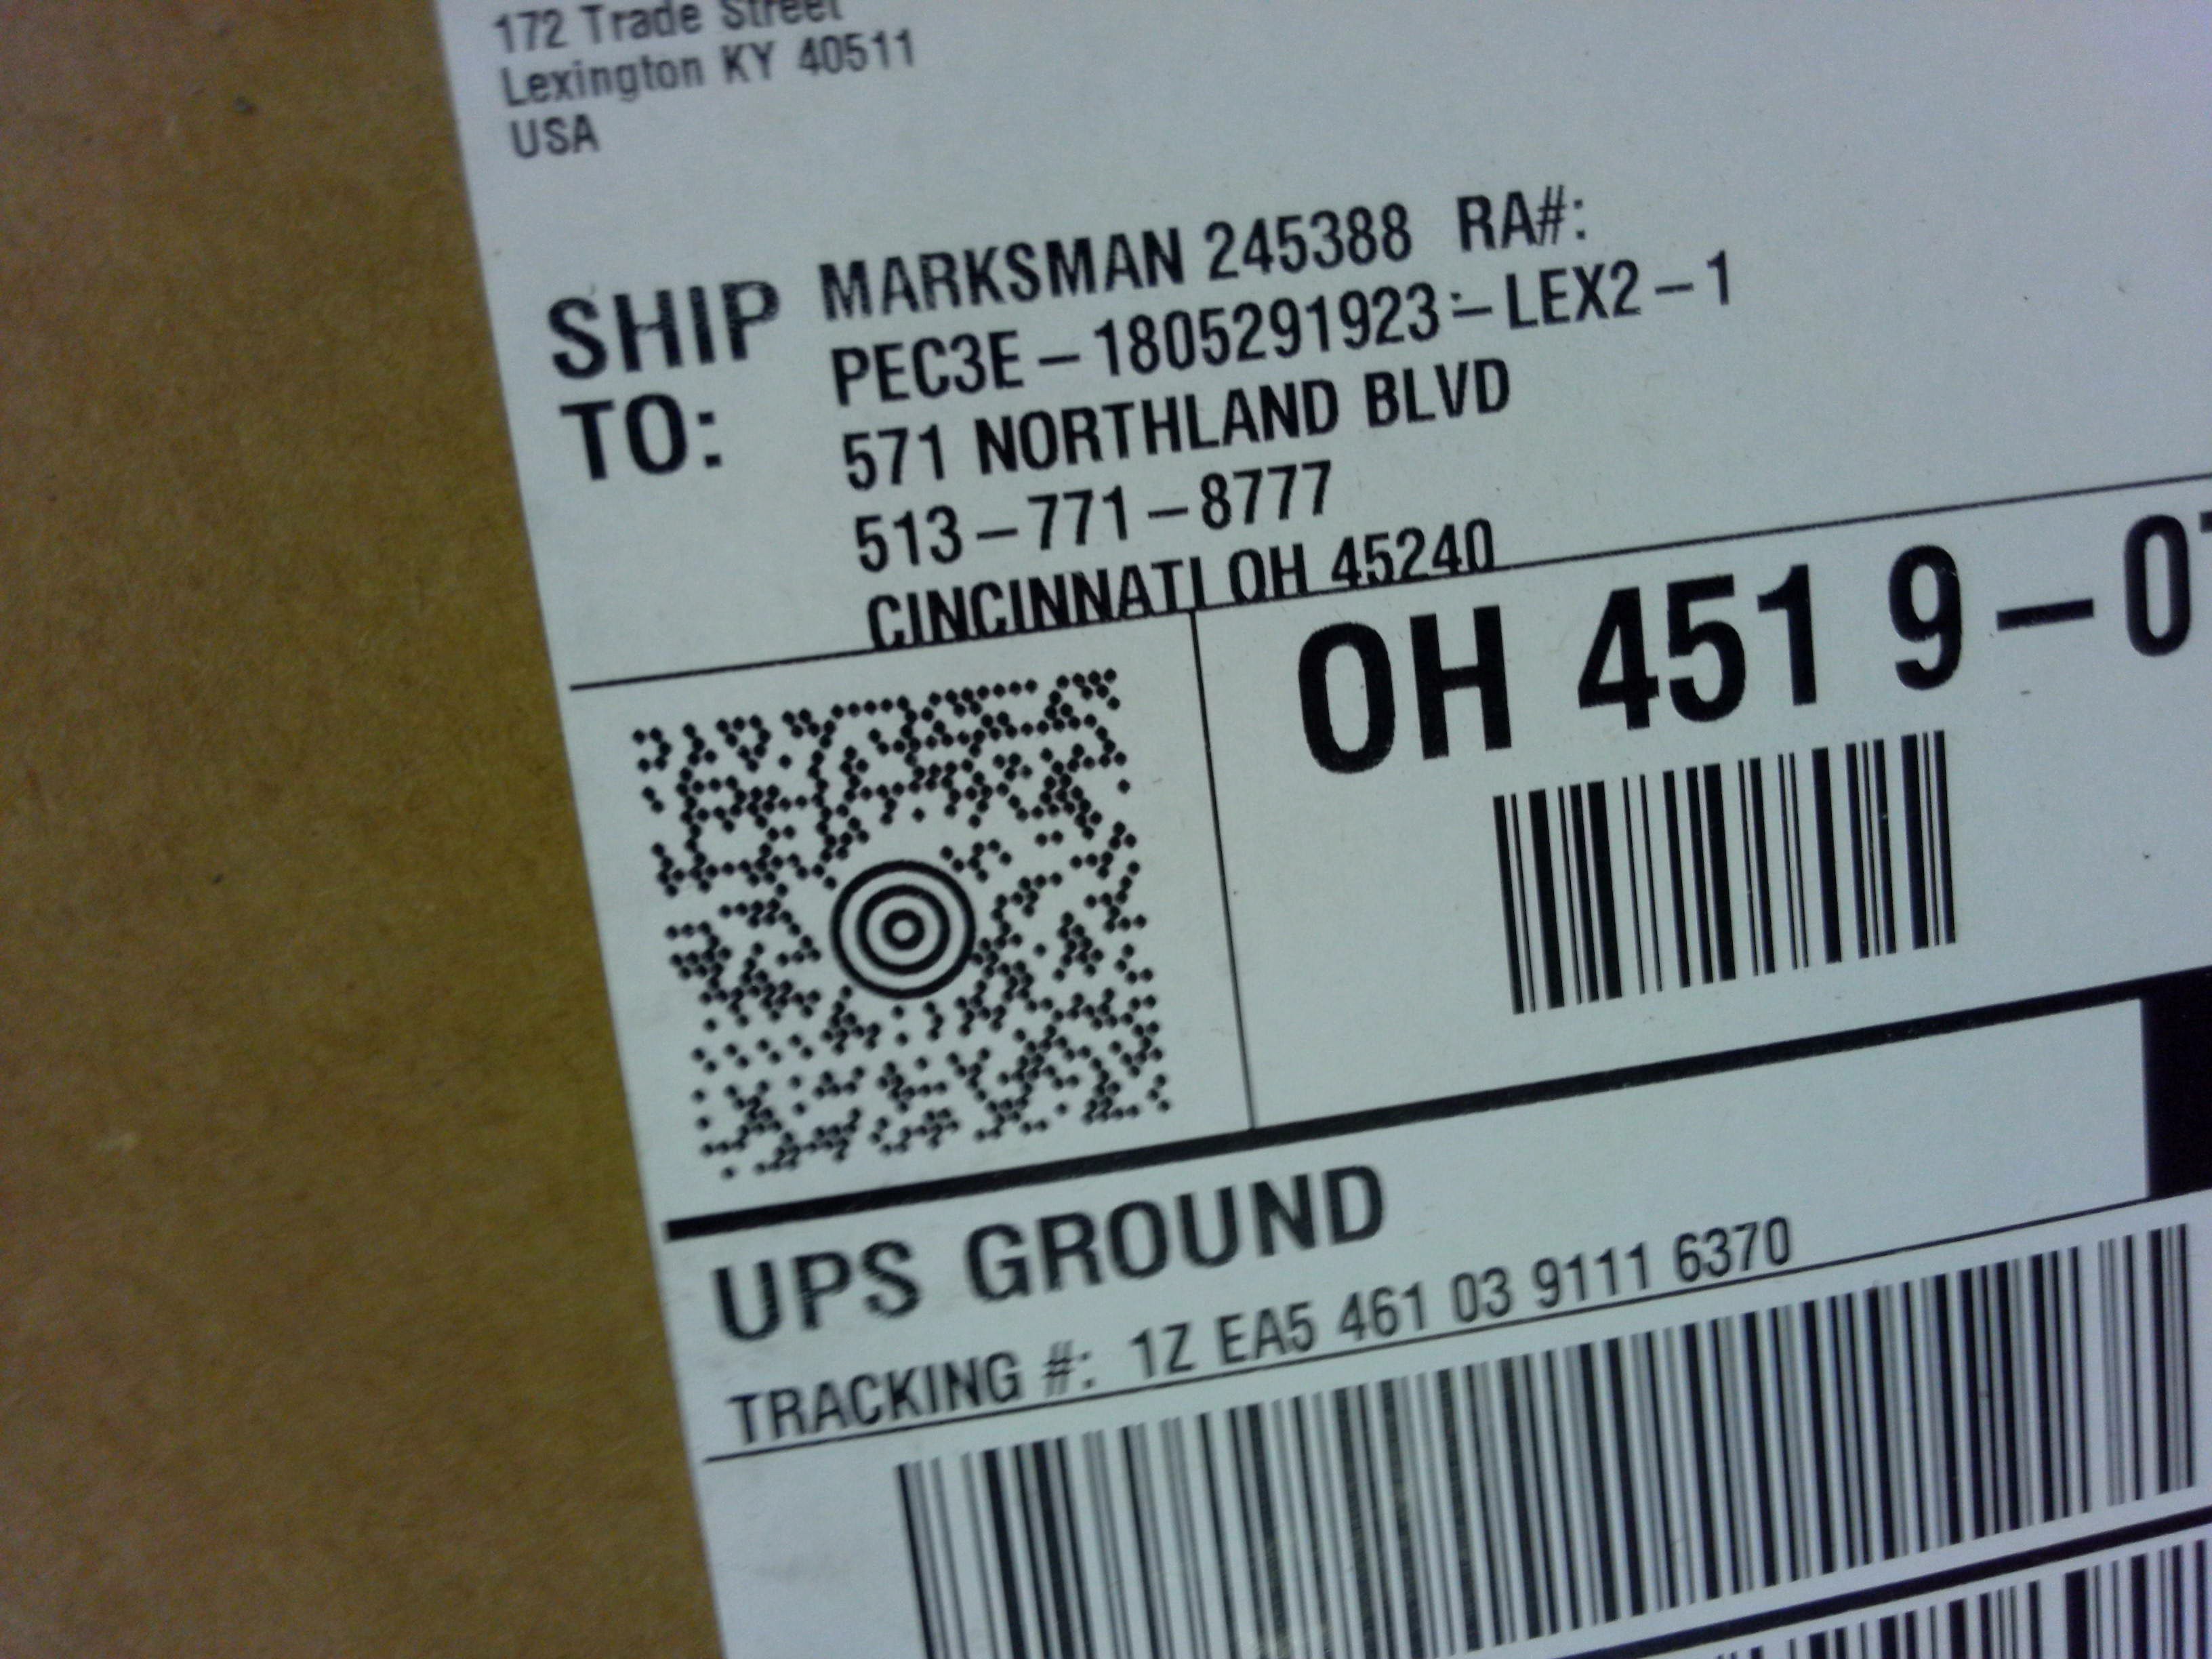 172 Trade Street
Lexington KY 40511
USA
SHIP TO:
MARKSMAN 245388 RA#:
PEC3E-1805291923-LEX2-1
571 NORTHLAND BLVD
513-771-8777
CINCINNATI OH 45240
OH 451 9-0
UPS GROUND
TRACKING #: 1Z EA5 461 03 9111 6370